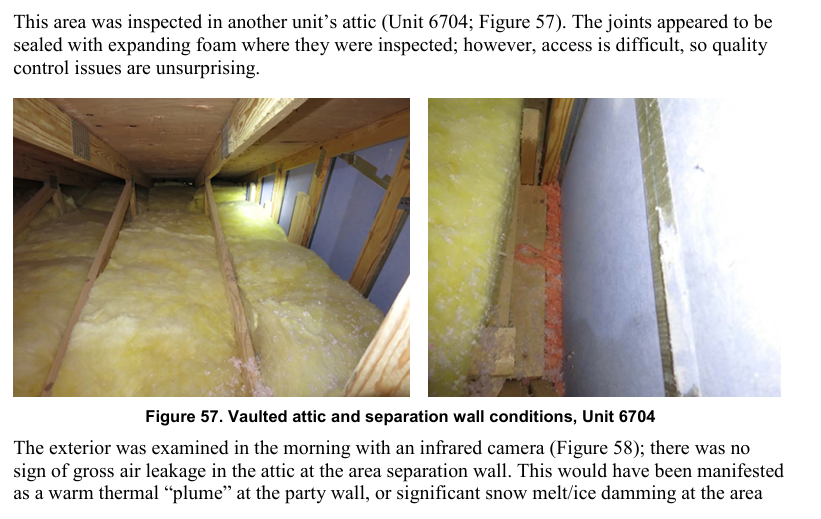 This area was inspected in another unit’s attic (Unit 6704; Figure 57). The joints appeared to be
sealed with expanding foam where they were inspected; however, access is difficult, so quality
control issues are unsurprising.
Figure 57. Vaulted attic and separation wall conditions, Unit 6704
The exterior was examined in the morning with an infrared camera (Figure 58); there was no
sign of gross air leakage in the attic at the area separation wall. This would have been manifested
as a warm thermal “plume” at the party wall, or significant snow melt/ice damming at the area